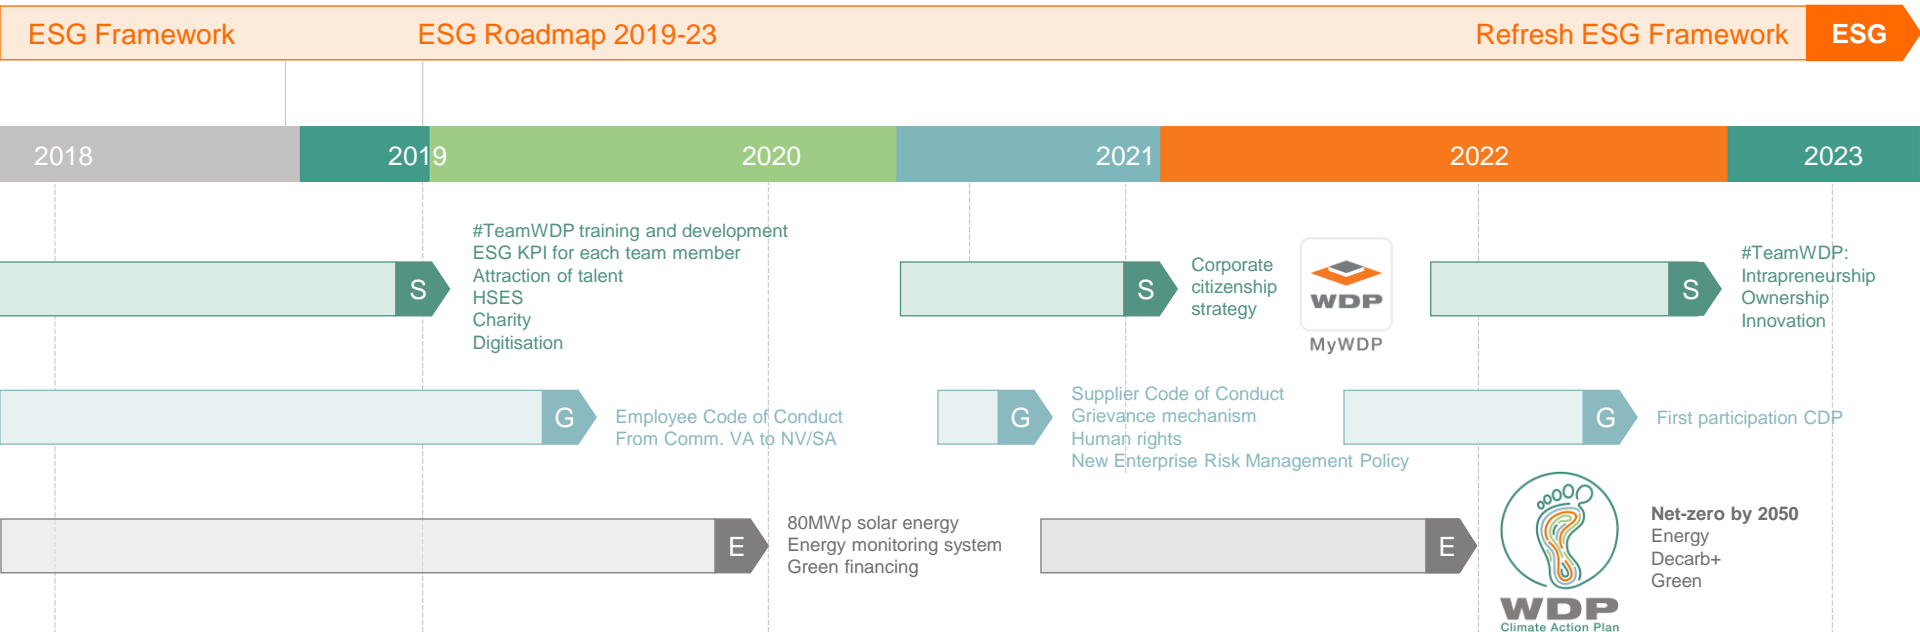 ESG Framework
ESG Roadmap 2019-23
Refresh ESG Framework
ESG
2018
2019
2020
2021
2022
2023
S
#TeamWDP training and development
ESG KPI for each team member
Attraction of talent
HSES
Charity
Digitisation
S
Corporate
citizenship
strategy
WDP
MyWDP
S
#TeamWDP:
Intrapreneurship
Ownership
Innovation
G
Employee Code of Conduct
From Comm. VA to NV/SA
G
Supplier Code of Conduct
Grievance mechanism
Human rights
New Enterprise Risk Management Policy
G
First participation CDP
E
80MWp solar energy
Energy monitoring system
Green financing
E
WDP
Climate Action Plan
Net-zero by 2050
Energy
Decarb+
Green